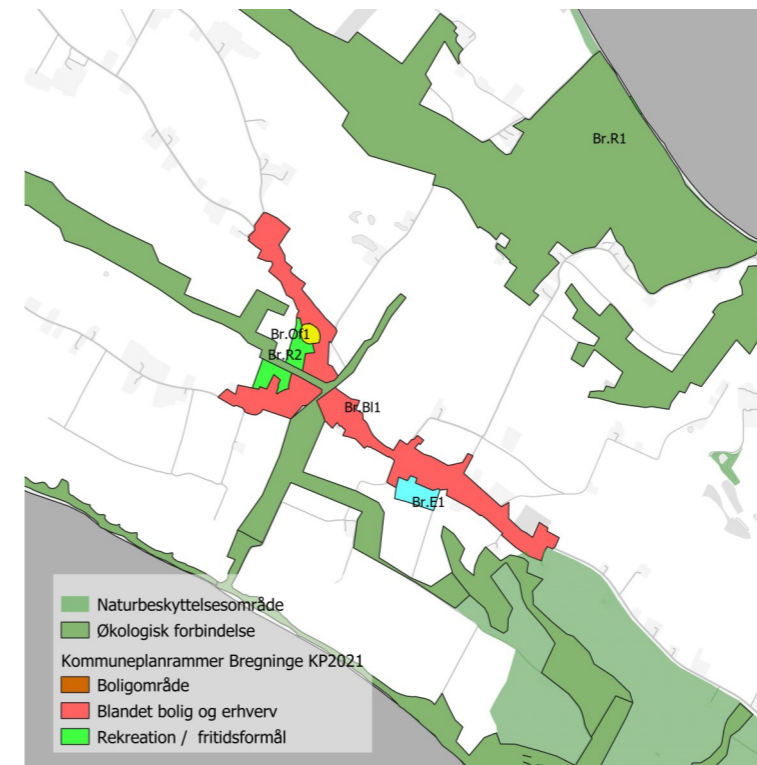 Br.R1
Br.Of1
Br.R2
Br.Bl1
Br.E1
Naturbeskyttelsesområde
Økologisk forbindelse
Kommuneplanrammer Bregninge KP2021
Boligområde
Blandet bolig og erhverv
Rekreation / fritidsformål